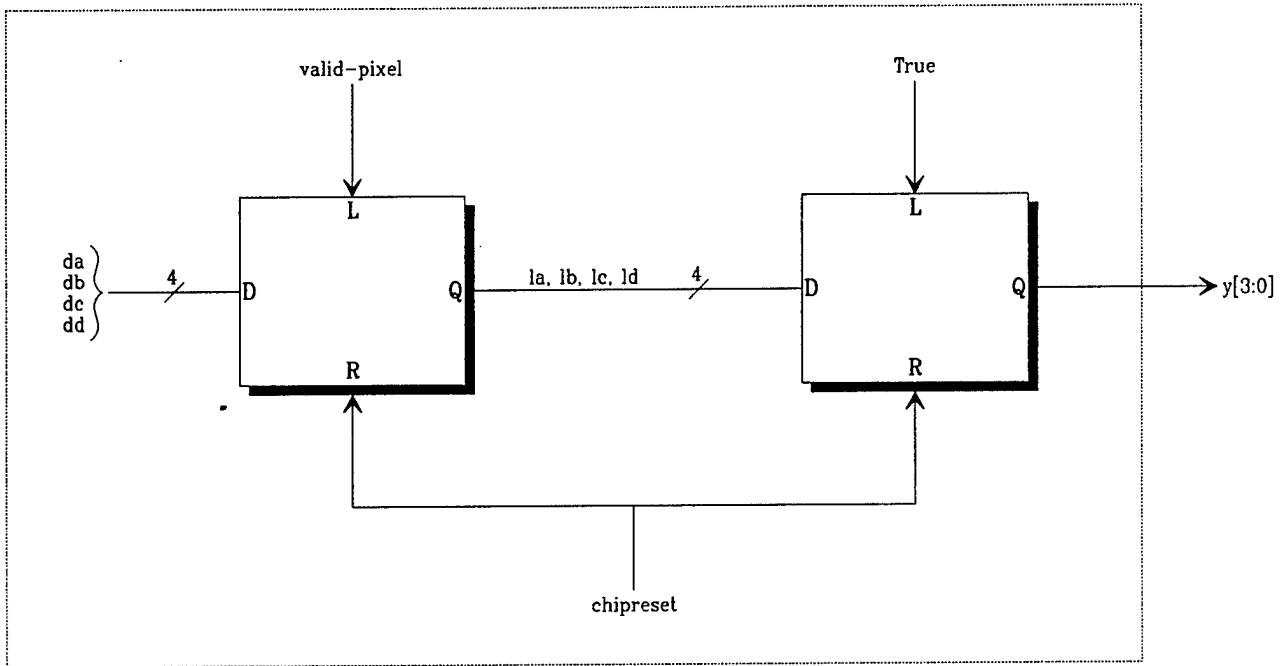 valid-pixel
True
L
L
da
db
dc
dd
4
D
Q
la, lb, lc, ld
4
D
Q
y[3:0]
R
R
chipreset